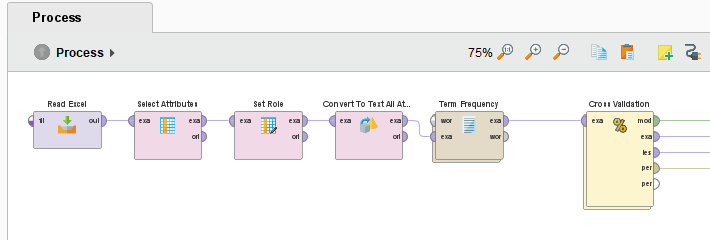 Process
Process
75%
Read Excel
Select Attributes
Set Role
Convert To Text All At...
Term Frequency
Cross Validation
fil out
exa exa
ori
exa exa
ori
exa exa
ori
wor exa
exa wor
exa mod
exa
tes
per
per